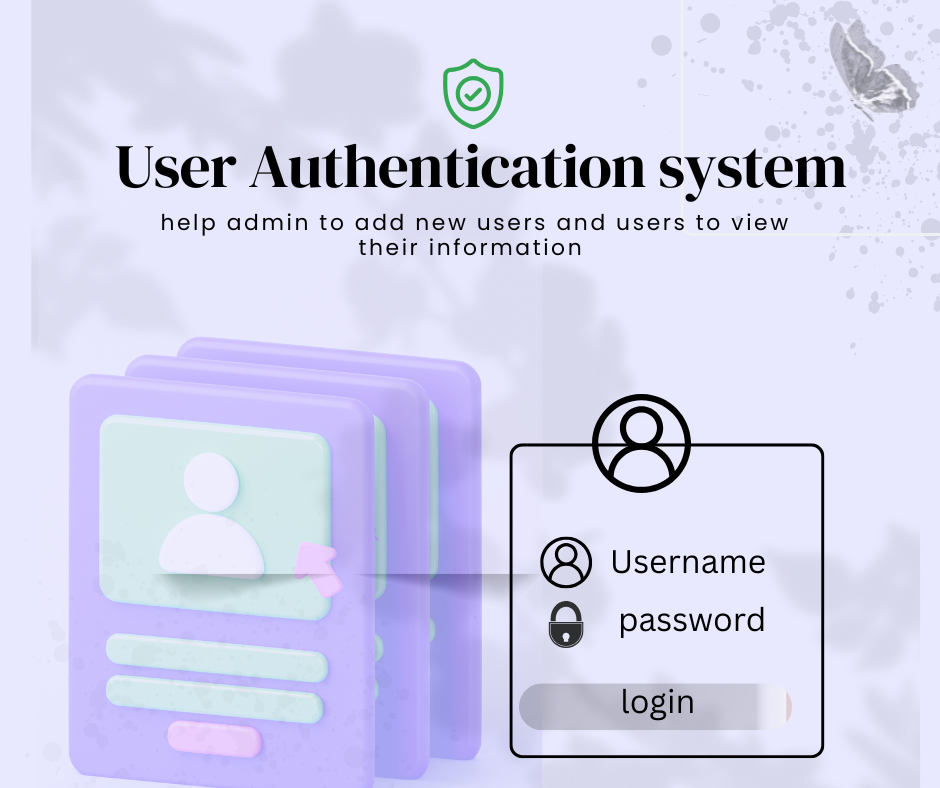 User Authentication system
help admin to add new users and users to view
their information
Username
password
login